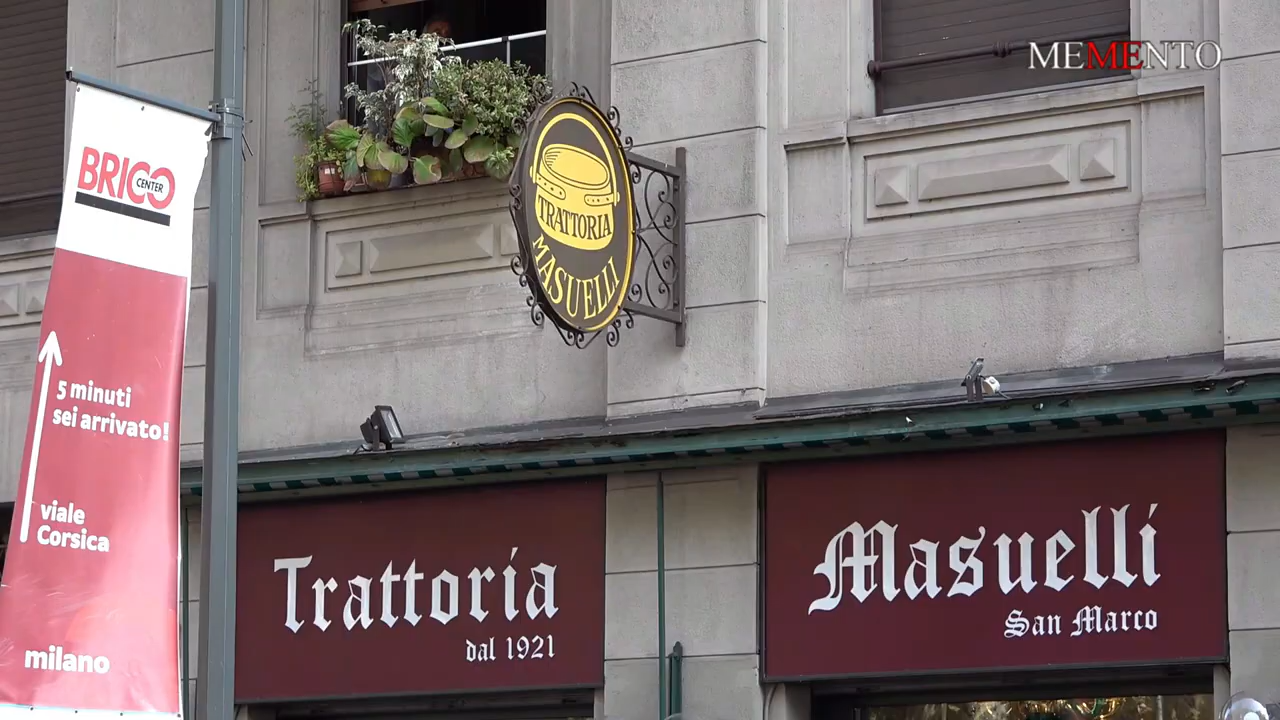 MEMENTO
BRICO
CENTER
5 minuti
sei arrivato!
viale
Corsica
milano
TRATTORIA
MASUELLI
Trattoria
dal 1921
Masuelli
San Marco